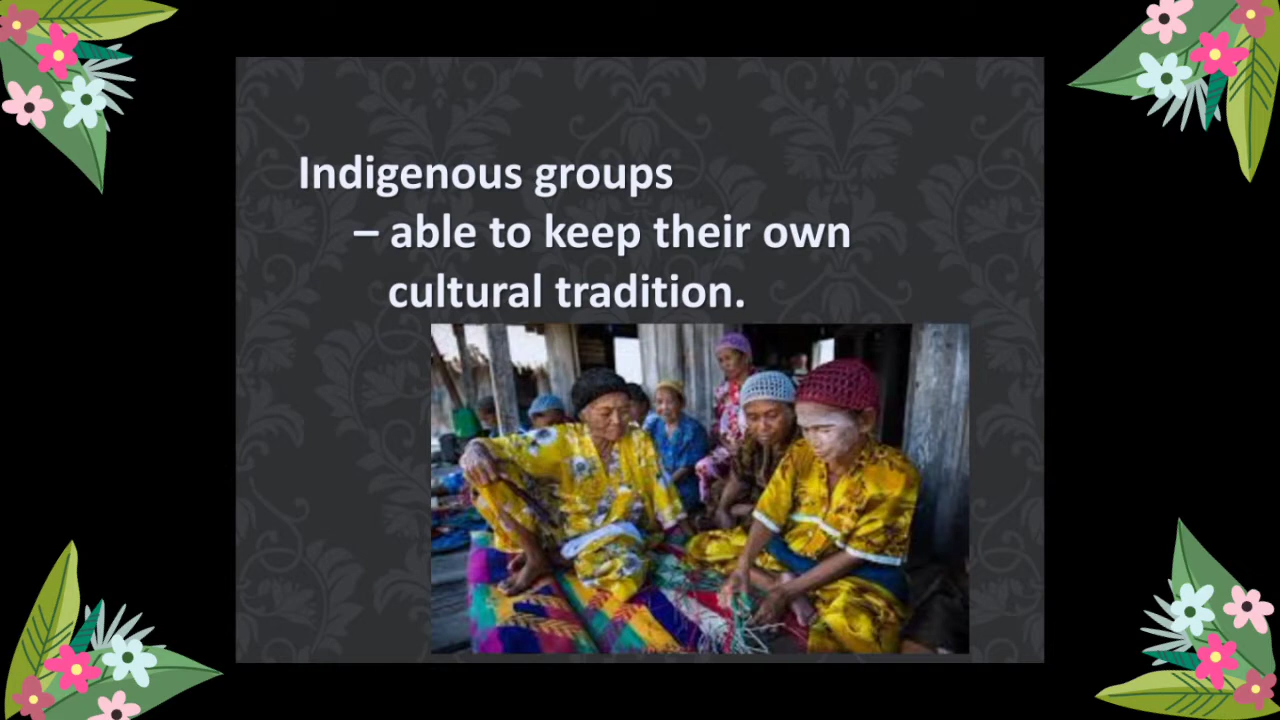 Indigenous groups
– able to keep their own
cultural tradition.